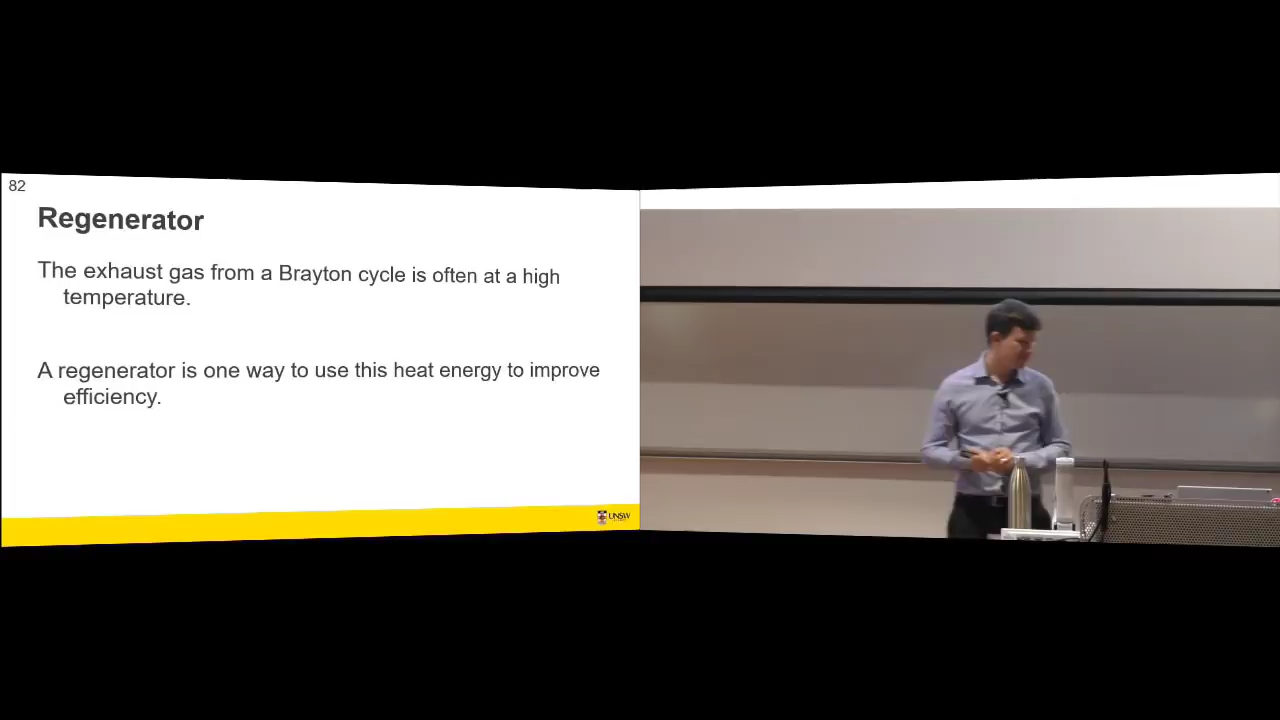 82
Regenerator
The exhaust gas from a Brayton cycle is often at a high
temperature.
A regenerator is one way to use this heat energy to improve
efficiency.
UNSW